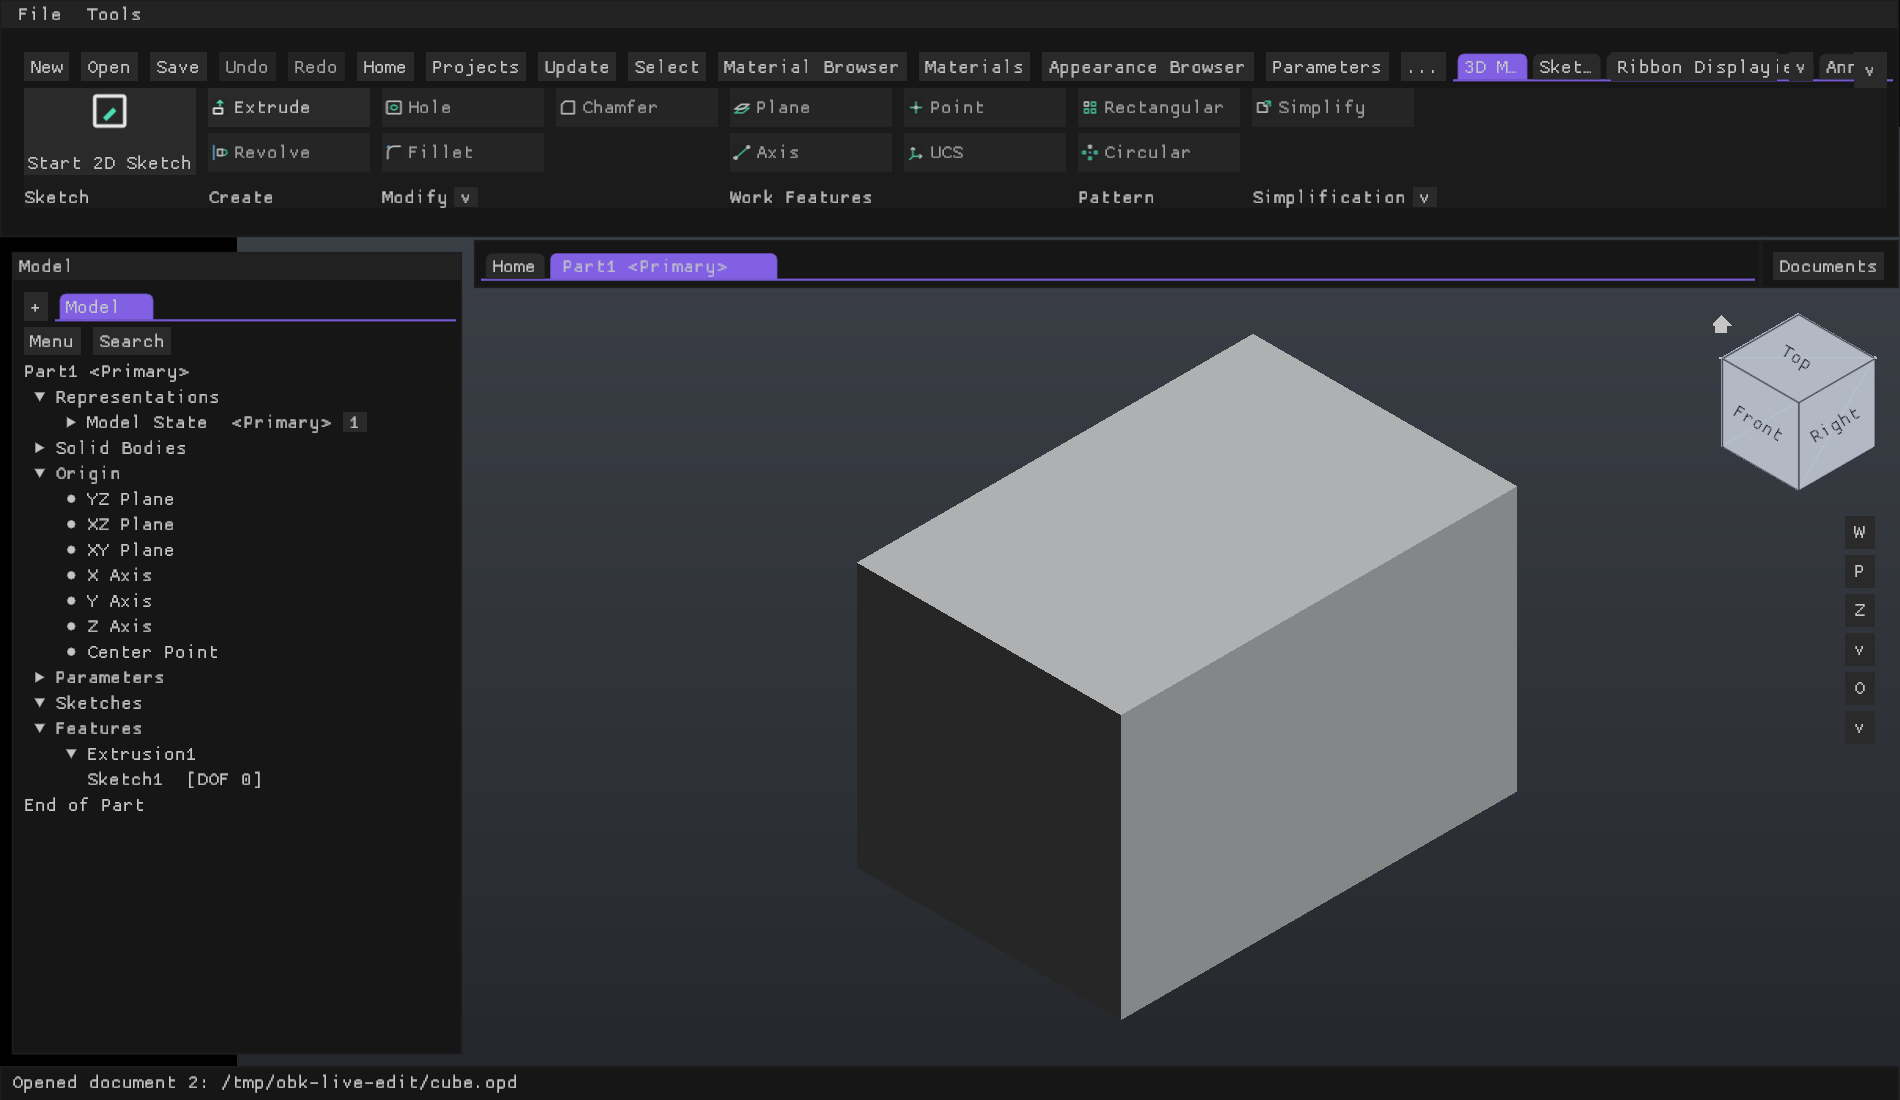 File Tools
New Open Save Undo Redo Home Projects Update Select Material Browser Materials Appearance Browser Parameters ... 3D M… Sket… Ribbon Display v v
Extrude Hole Chamfer Plane Point Rectangular Simplify
Start 2D Sketch Revolve Fillet Axis UCS Circular
Sketch Create Modify v Work Features Pattern Simplification v
Model
Home Part1 <Primary> Documents
+ Model
Menu Search
Part1 <Primary>
Representations
Model State <Primary> 1
Solid Bodies
Origin
YZ Plane
XZ Plane
XY Plane
X Axis
Y Axis
Z Axis
Center Point
Parameters
Sketches
Features
Extrusion1
Sketch1 [DOF 0]
End of Part
Top
Front Right
W
P
Z
v
O
v
Opened document 2: /tmp/obk-live-edit/cube.opd